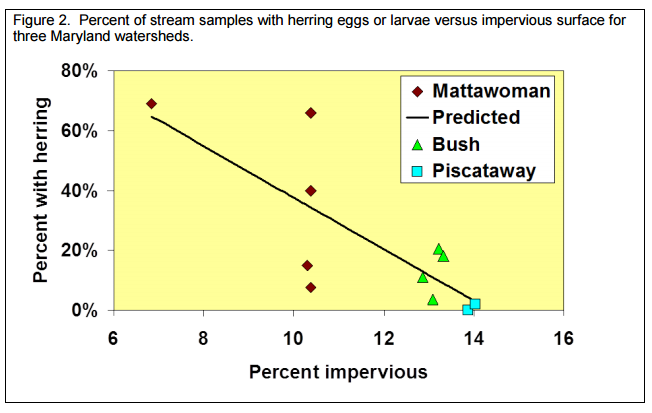 Figure 2. Percent of stream samples with herring eggs or larvae versus impervious surface for
three Maryland watersheds.
80%
60%
40%
20%
0%
Percent with herring
Mattawoman
Predicted
Bush
Piscataway
6 8 10 12 14 16
Percent impervious